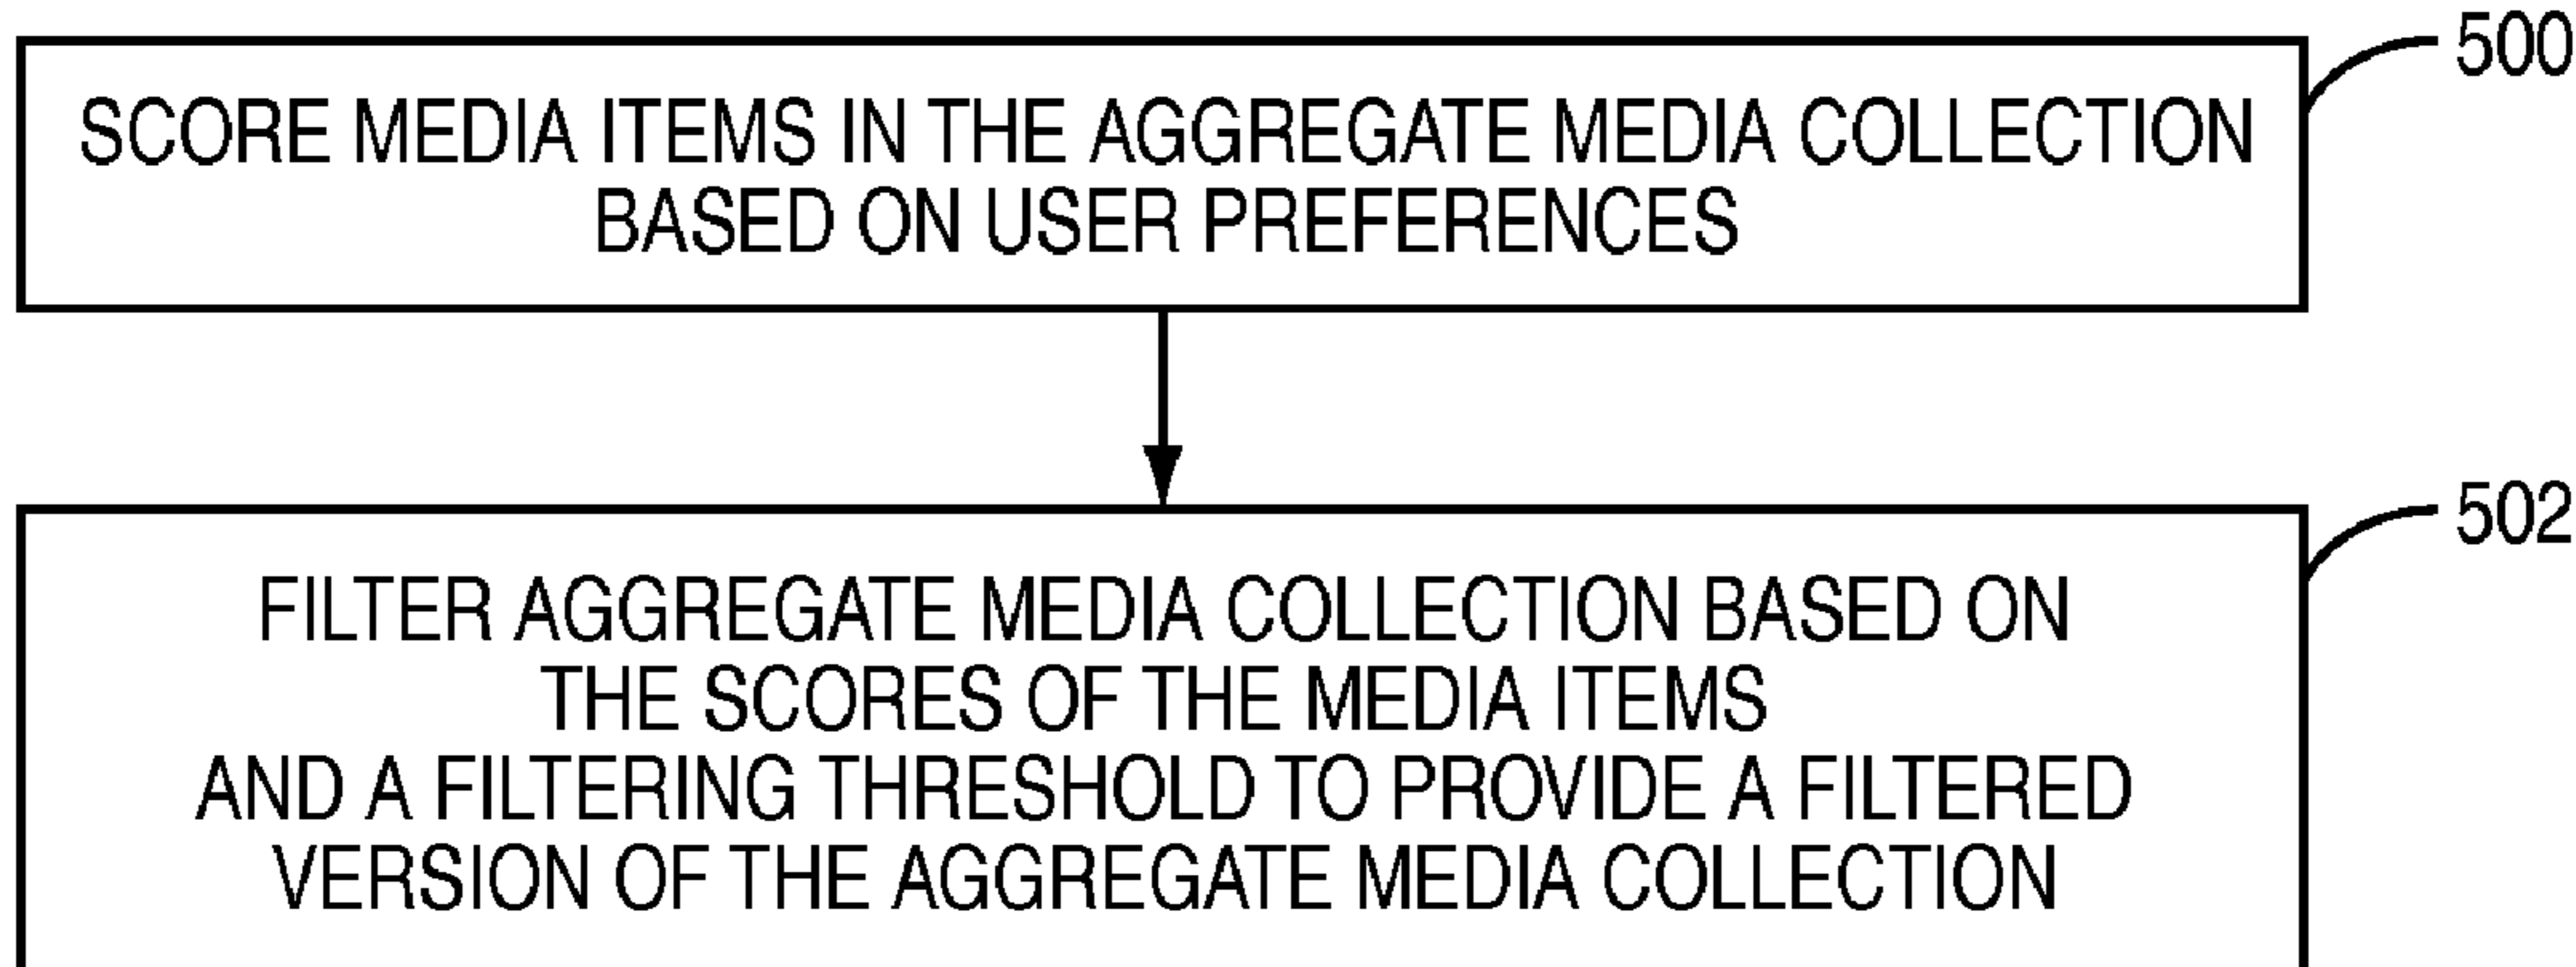 500
SCORE MEDIA ITEMS IN THE AGGREGATE MEDIA COLLECTION
BASED ON USER PREFERENCES
502
FILTER AGGREGATE MEDIA COLLECTION BASED ON
THE SCORES OF THE MEDIA ITEMS
AND A FILTERING THRESHOLD TO PROVIDE A FILTERED
VERSION OF THE AGGREGATE MEDIA COLLECTION